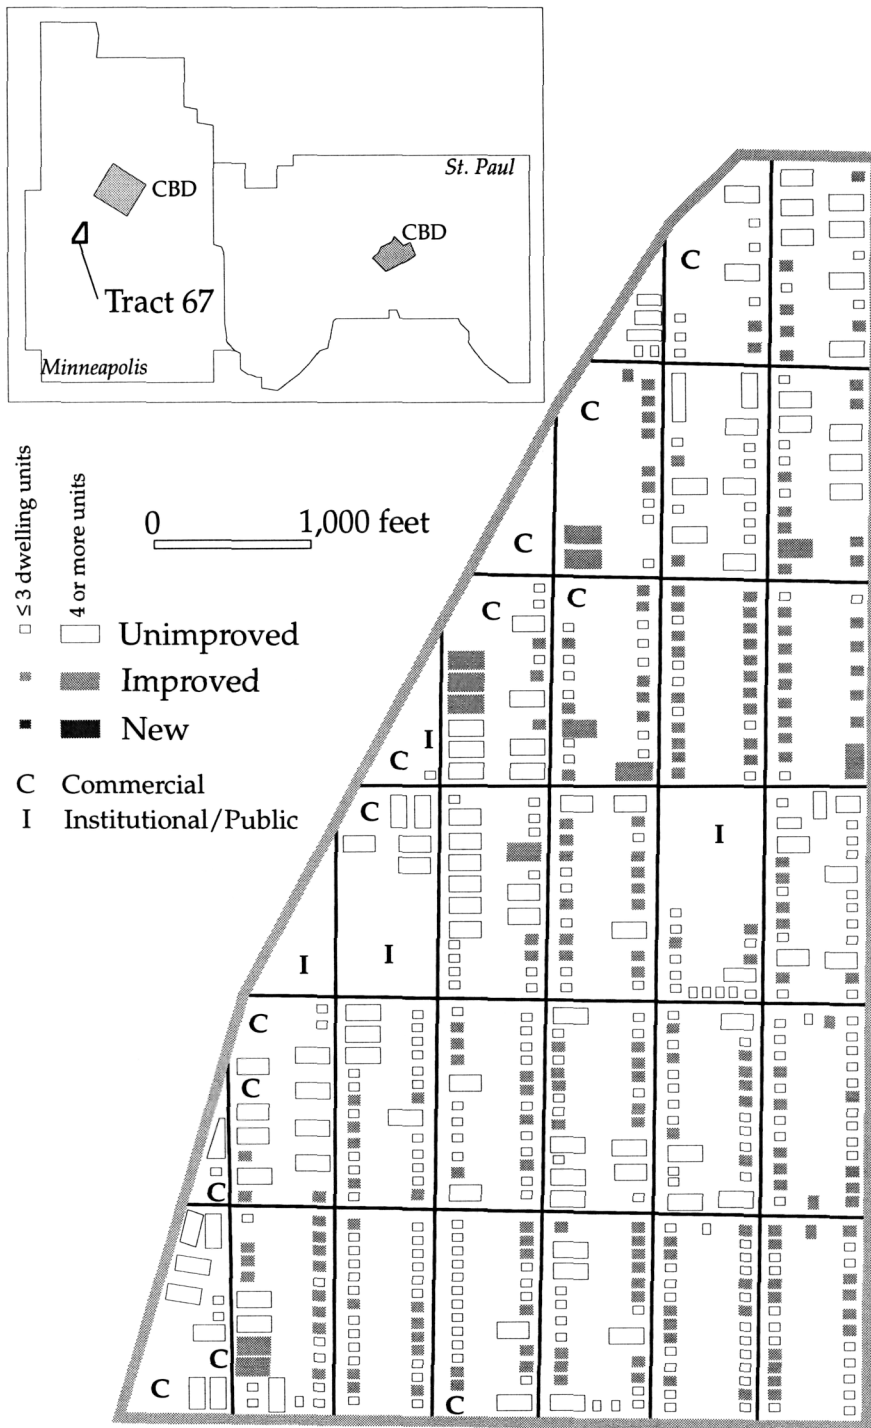 St. Paul
CBD
CBD
Tract 67
Minneapolis
≤ 3 dwelling units
4 or more units
0 1,000 feet
Unimproved
Improved
New
C Commercial
I Institutional/Public
C
C
C
C
C
I
C
C
I
I
I
C
C
C
C
C
C